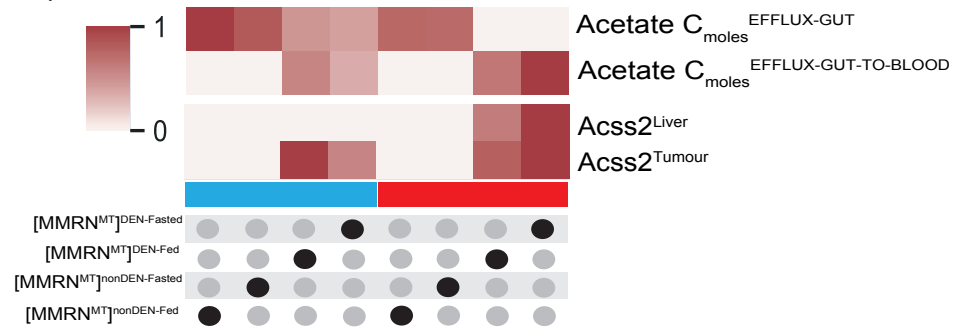 1
0
Acetate C_moles^EFFLUX-GUT
Acetate C_moles^EFFLUX-GUT-TO-BLOOD
Acss2^Liver
Acss2^Tumour
[MMRN^MT]^DEN-Fasted
[MMRN^MT]^DEN-Fed
[MMRN^MT]^nonDEN-Fasted
[MMRN^MT]^nonDEN-Fed